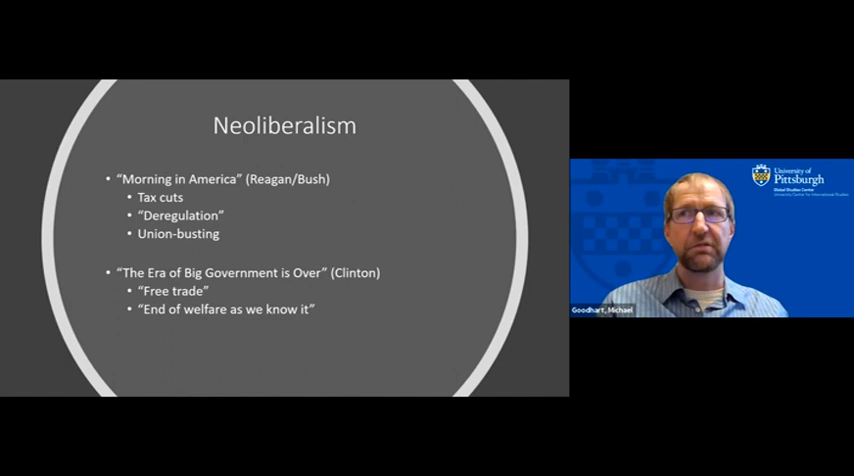 Neoliberalism
• “Morning in America” (Reagan/Bush)
• Tax cuts
• “Deregulation”
• Union-busting
• “The Era of Big Government is Over” (Clinton)
• “Free trade”
• “End of welfare as we know it”
University of
Pittsburgh
Global Studies Center
University Center for International Studies
Goodhart, Michael